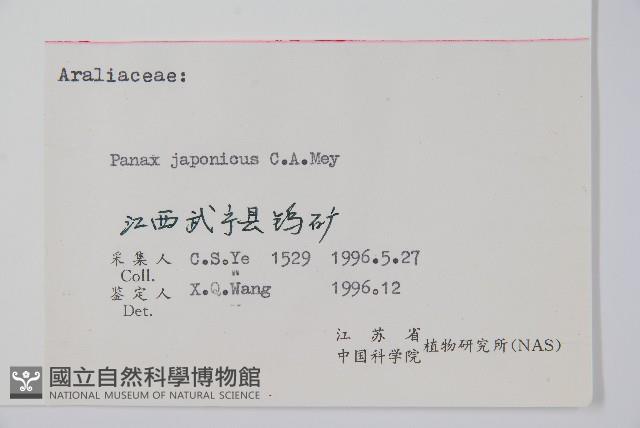 Araliaceae:
Panax japonicus C.A.Mey
江西武宁县钨矿
采集人 C.S.Ye 1529 1996.5.27
Coll.
鉴定人 X.Q.Wang 1996.12
Det.
江苏省
中国科学院 植物研究所(NAS)
國立自然科學博物館
NATIONAL MUSEUM OF NATURAL SCIENCE